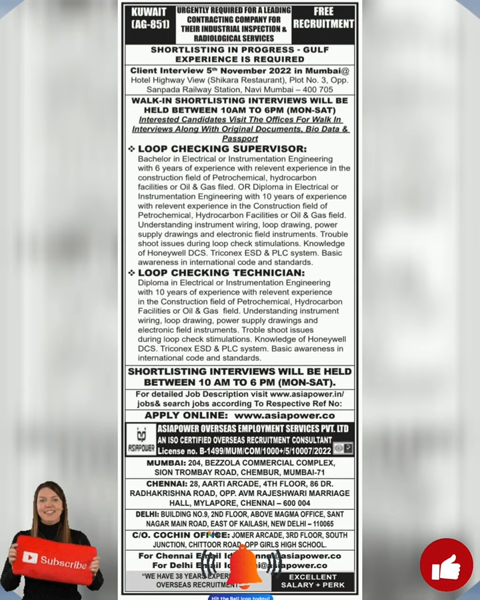 KUWAIT
(AG-851)
URGENTLY REQUIRED FOR A LEADING
CONTRACTING COMPANY FOR
THEIR INDUSTRIAL INSPECTION &
RADIOLOGICAL SERVICES
FREE
RECRUITMENT
SHORTLISTING IN PROGRESS - GULF
EXPERIENCE IS REQUIRED
Client Interview 5th November 2022 in Mumbai@
Hotel Highway View (Shikara Restaurant), Plot No. 3, Opp.
Sanpada Railway Station, Navi Mumbai – 400 705
WALK-IN SHORTLISTING INTERVIEWS WILL BE
HELD BETWEEN 10AM TO 6PM (MON-SAT)
Interested Candidates Visit The Offices For Walk In
Interviews Along With Original Documents, Bio Data &
Passport
❖ LOOP CHECKING SUPERVISOR:
Bachelor in Electrical or Instrumentation Engineering
with 6 years of experience with relevent experience in the
construction field of Petrochemical, hydrocarbon
facilities or Oil & Gas filed. OR Diploma in Electrical or
Instrumentation Engineering with 10 years of experience
with relevent experience in the Construction field of
Petrochemical, Hydrocarbon Facilities or Oil & Gas field.
Understanding instrument wiring, loop drawing, power
supply drawings and electronic field instruments. Trouble
shoot issues during loop check stimulations. Knowledge
of Honeywell DCS. Triconex ESD & PLC system. Basic
awareness in international code and standards.
❖ LOOP CHECKING TECHNICIAN:
Diploma in Electrical or Instrumentation Engineering
with 10 years of experience with relevent experience
in the Construction field of Petrochemical, Hydrocarbon
Facilities or Oil & Gas field. Understanding instrument
wiring, loop drawing, power supply drawings and
electronic field instruments. Troble shoot issues
during loop check stimulations. Knowledge of Honeywell
DCS. Triconex ESD & PLC system. Basic awareness in
international code and standards.
SHORTLISTING INTERVIEWS WILL BE HELD
BETWEEN 10 AM TO 6 PM (MON-SAT).
For detailed Job Description visit www.asiapower.in/
jobs& search jobs according To Respective Ref No:
APPLY ONLINE: www.asiapower.co
ASIAPOWER
ASIAPOWER OVERSEAS EMPLOYMENT SERVICES PVT. LTD
AN ISO CERTIFIED OVERSEAS RECRUITMENT CONSULTANT
License no. B-1499/MUM/COM/1000+/5/10007/2022
MUMBAI: 204, BEZZOLA COMMERCIAL COMPLEX,
SION TROMBAY ROAD, CHEMBUR, MUMBAI-71
CHENNAI: 28, AARTI ARCADE, 4TH FLOOR, 86 DR.
RADHAKRISHNA ROAD, OPP. AVM RAJESHWARI MARRIAGE
HALL, MYLAPORE, CHENNAI – 600 004
DELHI: BUILDING NO.9, 2ND FLOOR, ABOVE MAGMA OFFICE, SANT
NAGAR MAIN ROAD, EAST OF KAILASH, NEW DELHI – 110065
C/O. COCHIN OFFICE: JOMER ARCADE, 3RD FLOOR, SOUTH
JUNCTION, CHITTOOR ROAD, OPP GIRLS HIGH SCHOOL.
For Chennai Email @asiapower.co
For Delhi Email @asiapower.co
"WE HAVE 38 YEARS
OVERSEAS
EXCELLENT
SALARY + PERK
Subscribe
Hit the Bell Icon today!